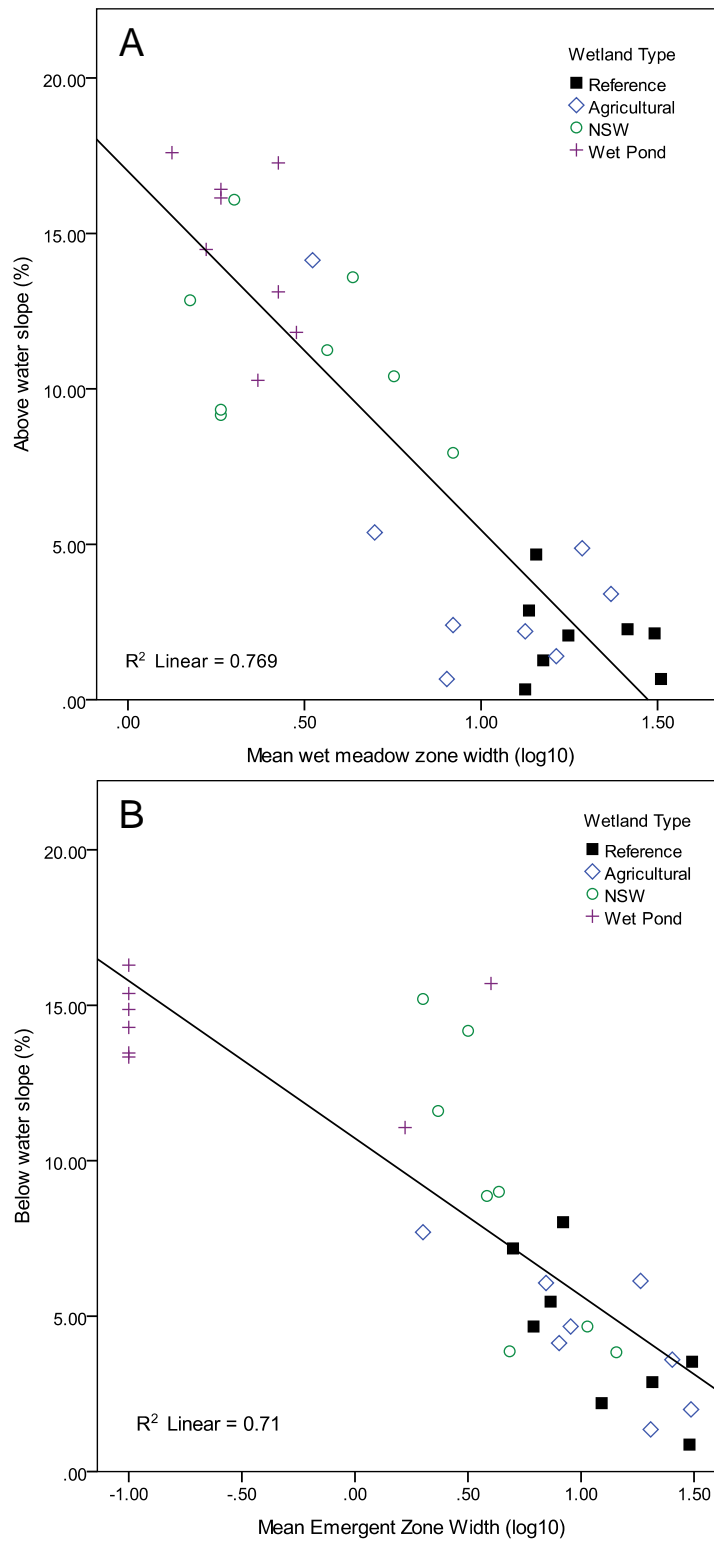 A
Wetland Type
Reference
Agricultural
NSW
Wet Pond
20.00
15.00
10.00
5.00
.00
Above water slope (%)
R² Linear = 0.769
.00 .50 1.00 1.50
Mean wet meadow zone width (log10)
B
Wetland Type
Reference
Agricultural
NSW
Wet Pond
20.00
15.00
10.00
5.00
.00
Below water slope (%)
R² Linear = 0.71
-1.00 -.50 .00 .50 1.00 1.50
Mean Emergent Zone Width (log10)